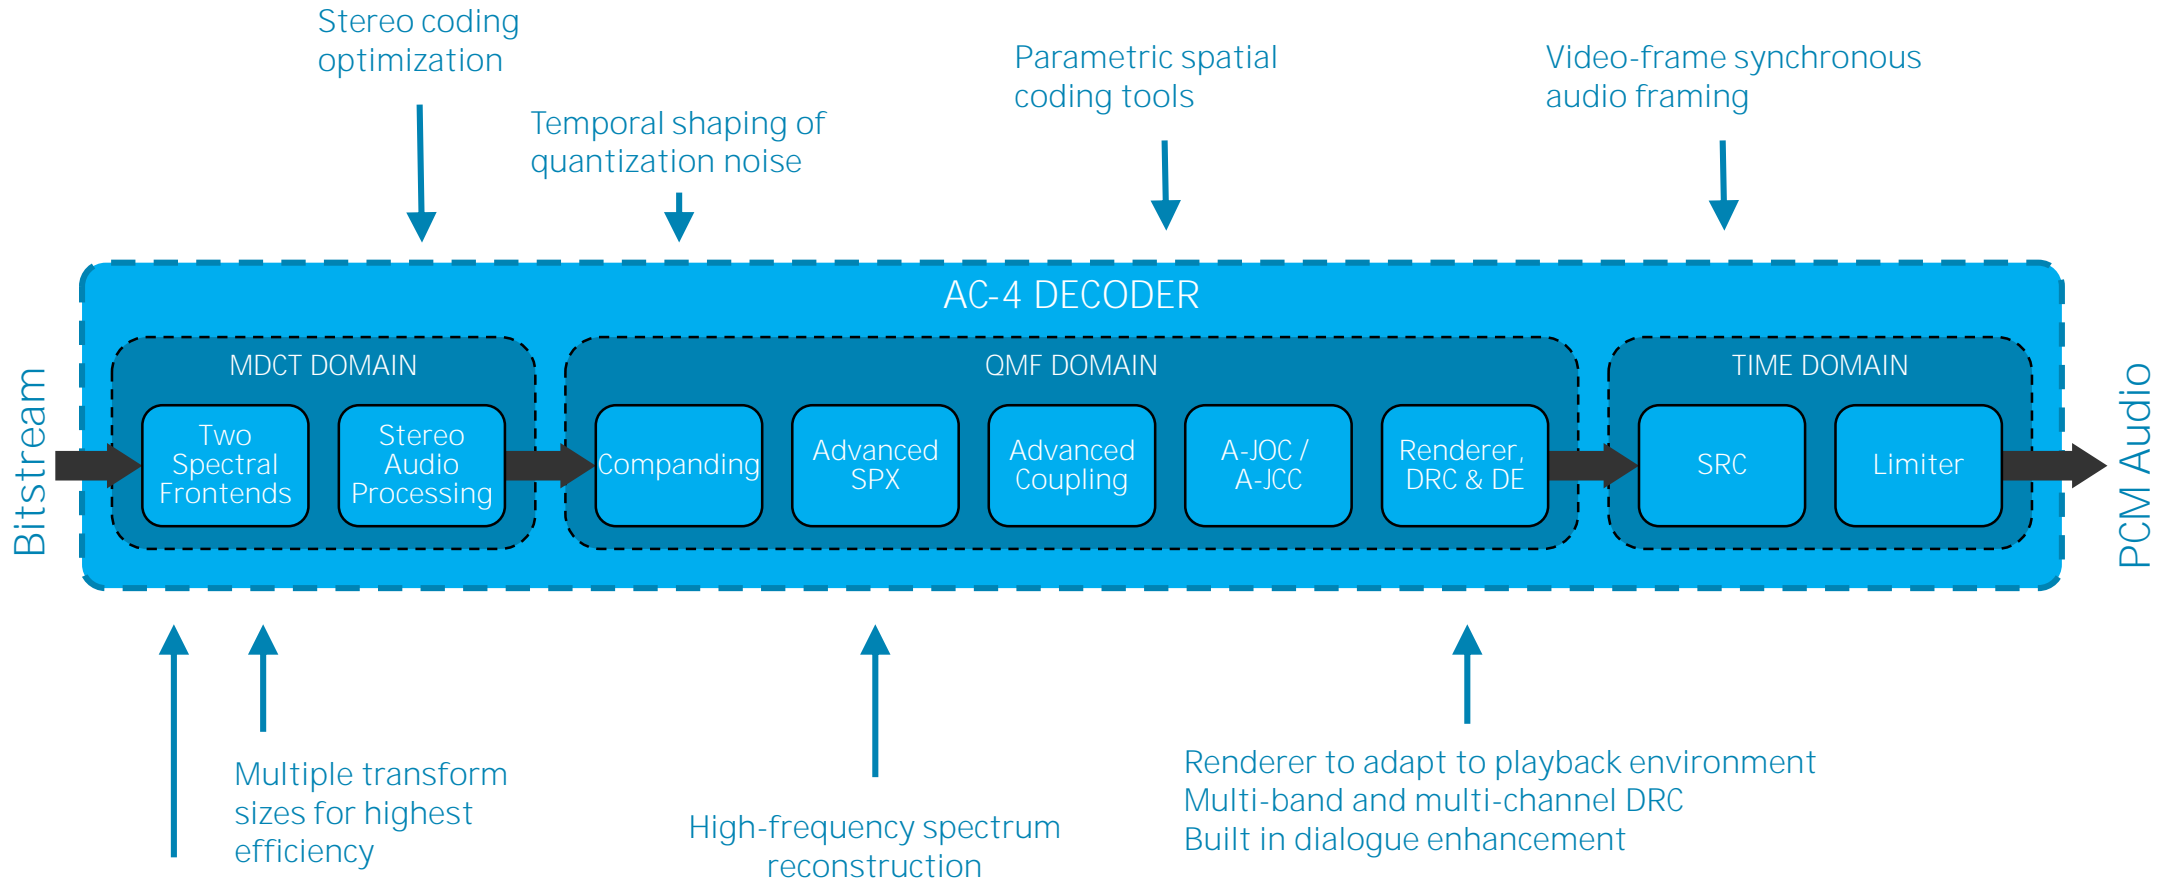 Stereo coding
optimization
Temporal shaping of
quantization noise
Parametric spatial
coding tools
Video-frame synchronous
audio framing
AC-4 DECODER
MDCT DOMAIN
QMF DOMAIN
TIME DOMAIN
Bitstream
Two
Spectral
Frontends
Stereo
Audio
Processing
Companding
Advanced
SPX
Advanced
Coupling
A-JOC /
A-JCC
Renderer,
DRC & DE
SRC
Limiter
PCM Audio
Multiple transform
sizes for highest
efficiency
High-frequency spectrum
reconstruction
Renderer to adapt to playback environment
Multi-band and multi-channel DRC
Built in dialogue enhancement